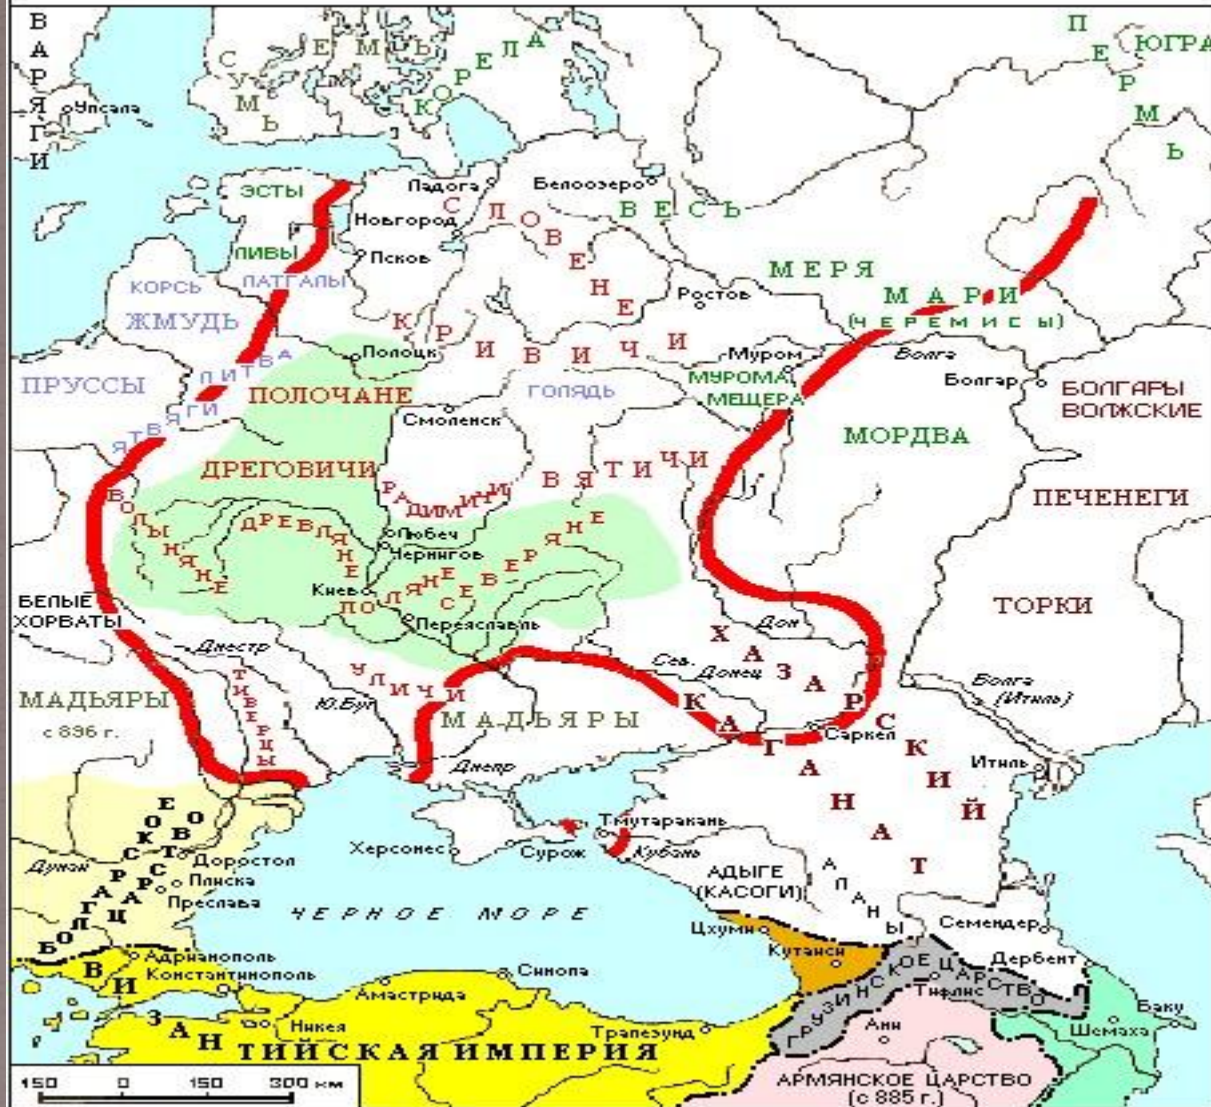 ВАРЯГИ
Упсала
СУМЬ
ЕМЬ
КОРЕЛА
ПЕРМЬ
ЮГРА
ЭСТЫ
Ладога
Белоозеро
ВЕСЬ
Новгород
СЛОВЕНЕ
ЛИВЫ
Псков
ЛАТГАЛЫ
КОРСЬ
ЖМУДЬ
МЕРЯ
Ростов
МАРИ
(ЧЕРЕМИСЫ)
КРИВИЧИ
Полоцк
Муром
Волга
ЛИТВА
ПРУССЫ
ПОЛОЧАНЕ
ГОЛЯДЬ
МУРОМА
МЕЩЕРА
Болгар
БОЛГАРЫ
ВОЛЖСКИЕ
ЯТВЯГИ
Смоленск
МОРДВА
ДРЕГОВИЧИ
РАДИМИЧИ
ВЯТИЧИ
ПЕЧЕНЕГИ
ВОЛЫНЯНЕ
ДРЕВЛЯНЕ
Любеч
Чернигов
СЕВЕРЯНЕ
Киев
ПОЛЯНЕ
Переяславль
БЕЛЫЕ
ХОРВАТЫ
ТОРКИ
Днестр
Дон
ХАЗАРСКИЙ
КАГАНАТ
Сев.
Донец
УЛИЧИ
ТИВЕРЦЫ
Ю.Буг
МАДЬЯРЫ
с 896 г.
МАДЬЯРЫ
Волга
(Итиль)
Саркел
Днепр
Итиль
Тмутаракань
Херсонес
Сурож
Кубань
Дунай
Доростол
Плиска
Преслава
БОЛГАРСКОЕ
ЦАРСТВО
АДЫГЕ
(КАСОГИ)
АЛАНЫ
ЧЕРНОЕ МОРЕ
Цхуми
Семендер
Кутаиси
Дербент
Адрианополь
Константинополь
Синопа
Амастрида
ГРУЗИНСКОЕ ЦАРСТВО
Тифлис
Никея
Трапезунд
Ани
Баку
Шемаха
ВИЗАНТИЙСКАЯ ИМПЕРИЯ
АРМЯНСКОЕ ЦАРСТВО
(с 885 г.)
150 0 150 300 км